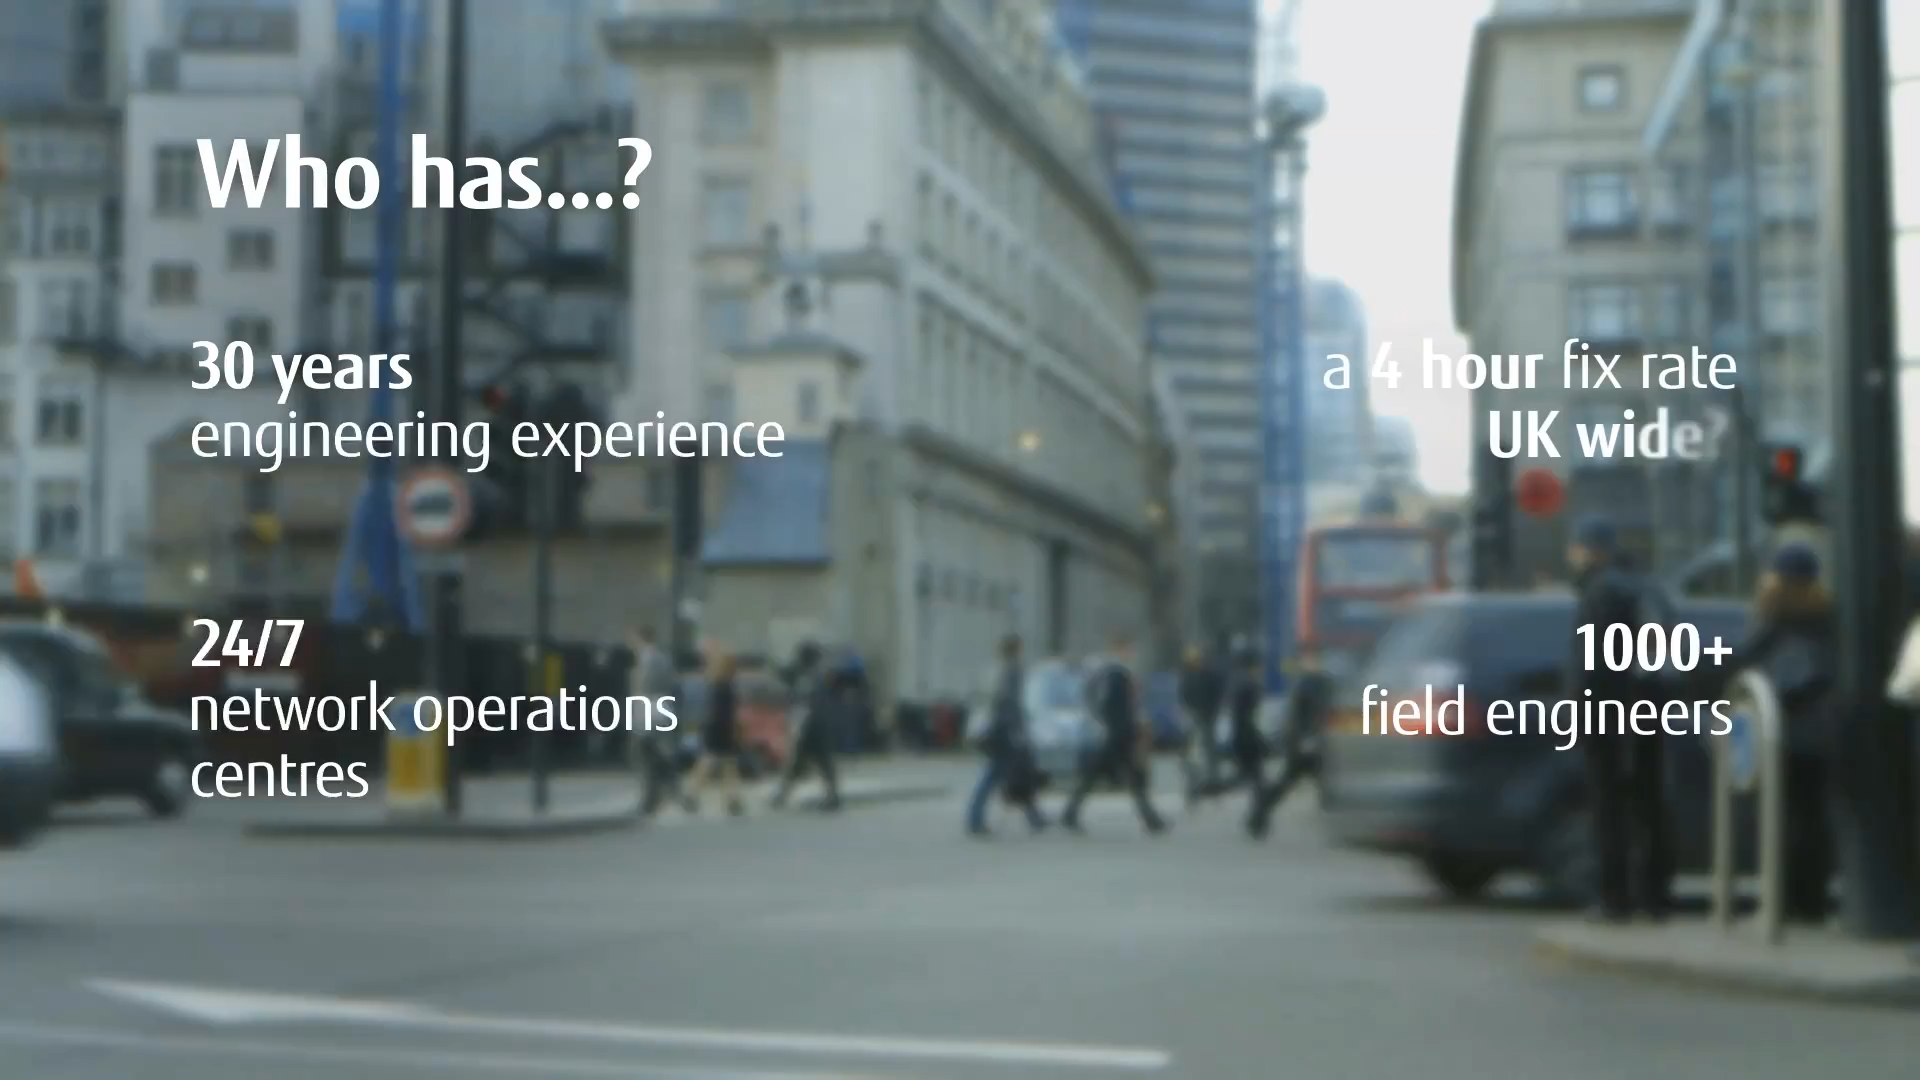 Who has...?
30 years
engineering experience
24/7
network operations
centres
a 4 hour fix rate
UK wide?
1000+
field engineers